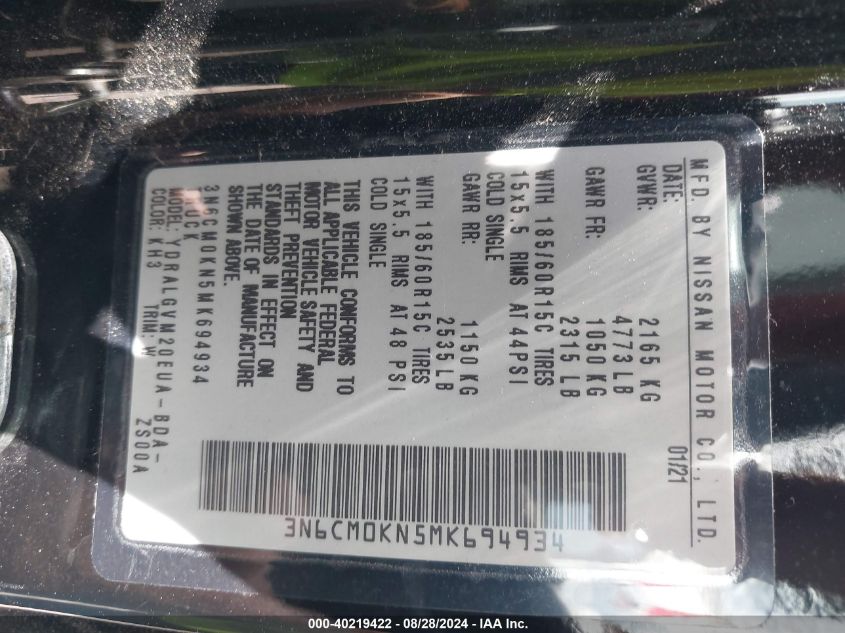 MFD. BY NISSAN MOTOR CO., LTD.
DATE: 01/21
GVWR: 2165 KG
4773 LB
GAWR FR: 1050 KG
2315 LB
WITH 185/60R15C TIRES
15x5.5 RIMS AT 44PSI
COLD SINGLE
GAWR RR: 1150 KG
2535 LB
WITH 185/60R15C TIRES
15x5.5 RIMS AT 48 PSI
COLD SINGLE
THIS VEHICLE CONFORMS TO
ALL APPLICABLE FEDERAL
MOTOR VEHICLE SAFETY AND
THEFT PREVENTION
STANDARDS IN EFFECT ON
THE DATE OF MANUFACTURE
SHOWN ABOVE.
3N6CM0KN5MK694934
TRUCK
MODEL: YDRALGVM20EUA-BDA-
COLOR: KH3 TRIM: W ZS00A
3N6CM0KN5MK694934
000-40219422 - 08/28/2024 - IAA Inc.